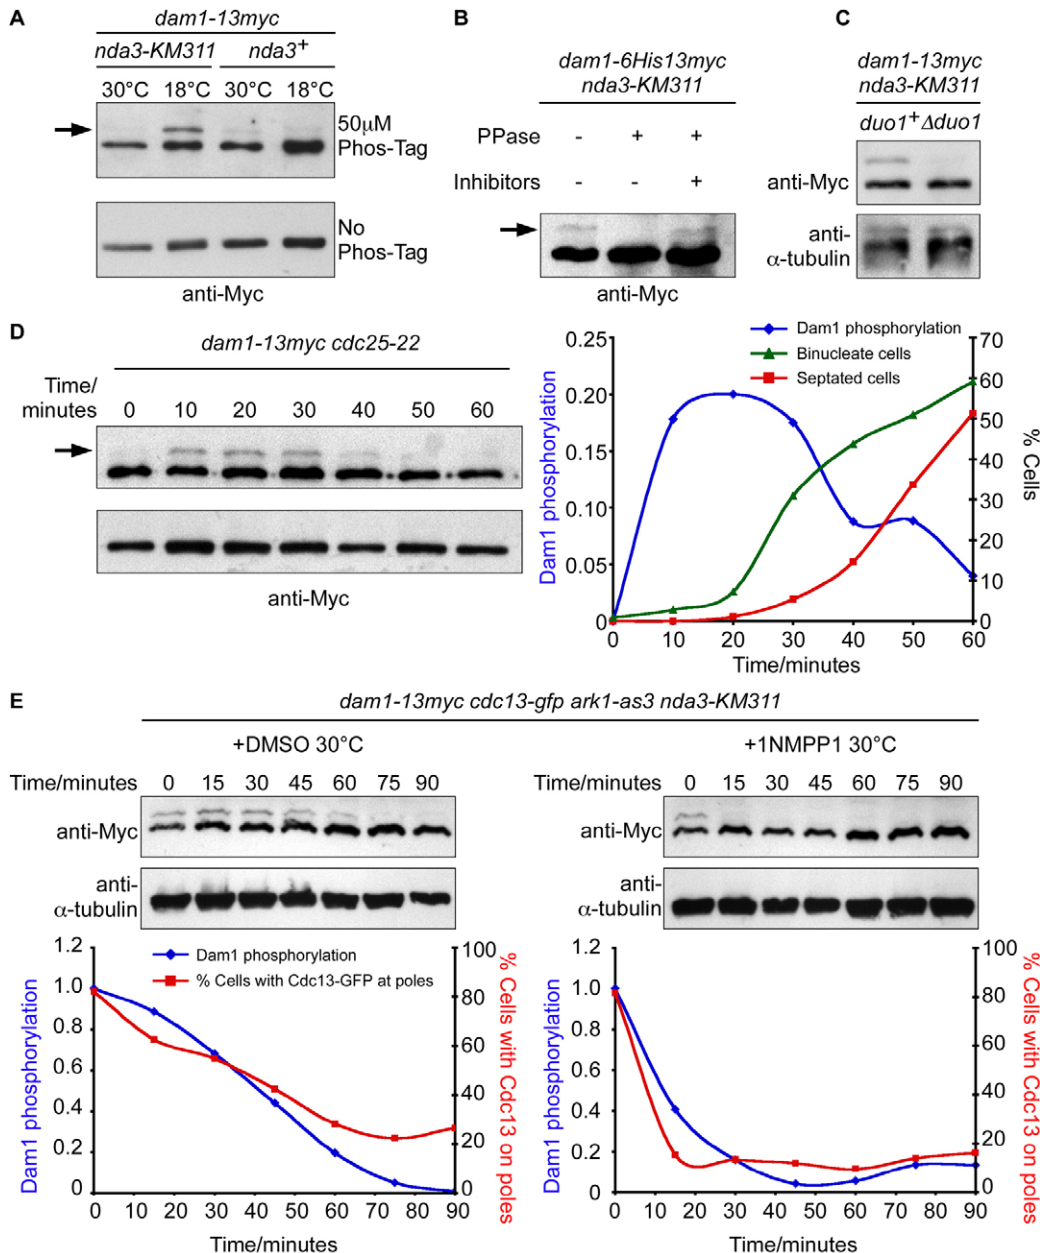 A
dam1-13myc
nda3-KM311 nda3+
30°C 18°C 30°C 18°C
50μM
Phos-Tag
No
Phos-Tag
anti-Myc
B
dam1-6His13myc
nda3-KM311
PPase - + +
Inhibitors - - +
anti-Myc
C
dam1-13myc
nda3-KM311
duo1+ Δduo1
anti-Myc
anti-
α-tubulin
D
dam1-13myc cdc25-22
Time/
minutes 0 10 20 30 40 50 60
anti-Myc
Dam1 phosphorylation
Binucleate cells
Septated cells
Dam1 phosphorylation
0.25
0.20
0.15
0.10
0.05
0
% Cells
70
60
50
40
30
20
10
0
0 10 20 30 40 50 60
Time/minutes
E
dam1-13myc cdc13-gfp ark1-as3 nda3-KM311
+DMSO 30°C
Time/minutes 0 15 30 45 60 75 90
anti-Myc
anti-
α-tubulin
Dam1 phosphorylation
% Cells with Cdc13-GFP at poles
Dam1 phosphorylation
1.2
1.0
0.8
0.6
0.4
0.2
0
% Cells with Cdc13 on poles
100
80
60
40
20
0
0 10 20 30 40 50 60 70 80 90
Time/minutes
+1NMPP1 30°C
Time/minutes 0 15 30 45 60 75 90
anti-Myc
anti-
α-tubulin
Dam1 phosphorylation
1.2
1.0
0.8
0.6
0.4
0.2
0
% Cells with Cdc13 on poles
100
80
60
40
20
0
0 10 20 30 40 50 60 70 80 90
Time/minutes